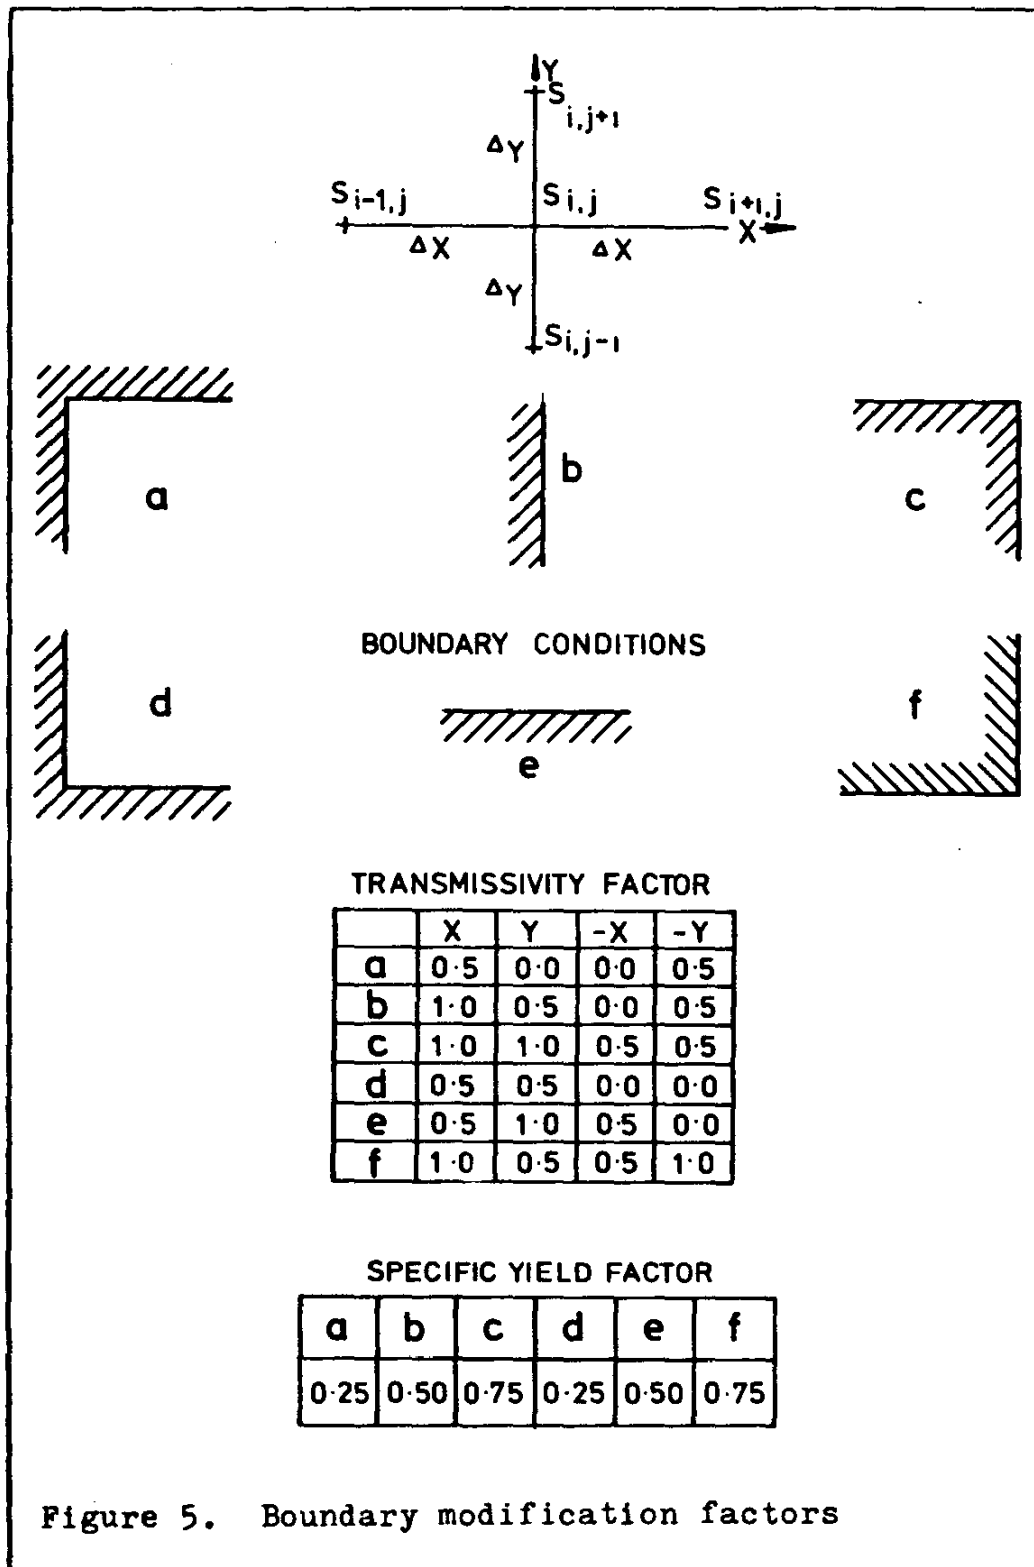 Y
S i,j+1
ΔY
S i-1,j S i,j S i+1,j
X
ΔX ΔX
ΔY
S i,j-1
a b c
BOUNDARY CONDITIONS
d e f
TRANSMISSIVITY FACTOR
X Y -X -Y
a 0·5 0·0 0·0 0·5
b 1·0 0·5 0·0 0·5
c 1·0 1·0 0·5 0·5
d 0·5 0·5 0·0 0·0
e 0·5 1·0 0·5 0·0
f 1·0 0·5 0·5 1·0
SPECIFIC YIELD FACTOR
a b c d e f
0·25 0·50 0·75 0·25 0·50 0·75
Figure 5. Boundary modification factors